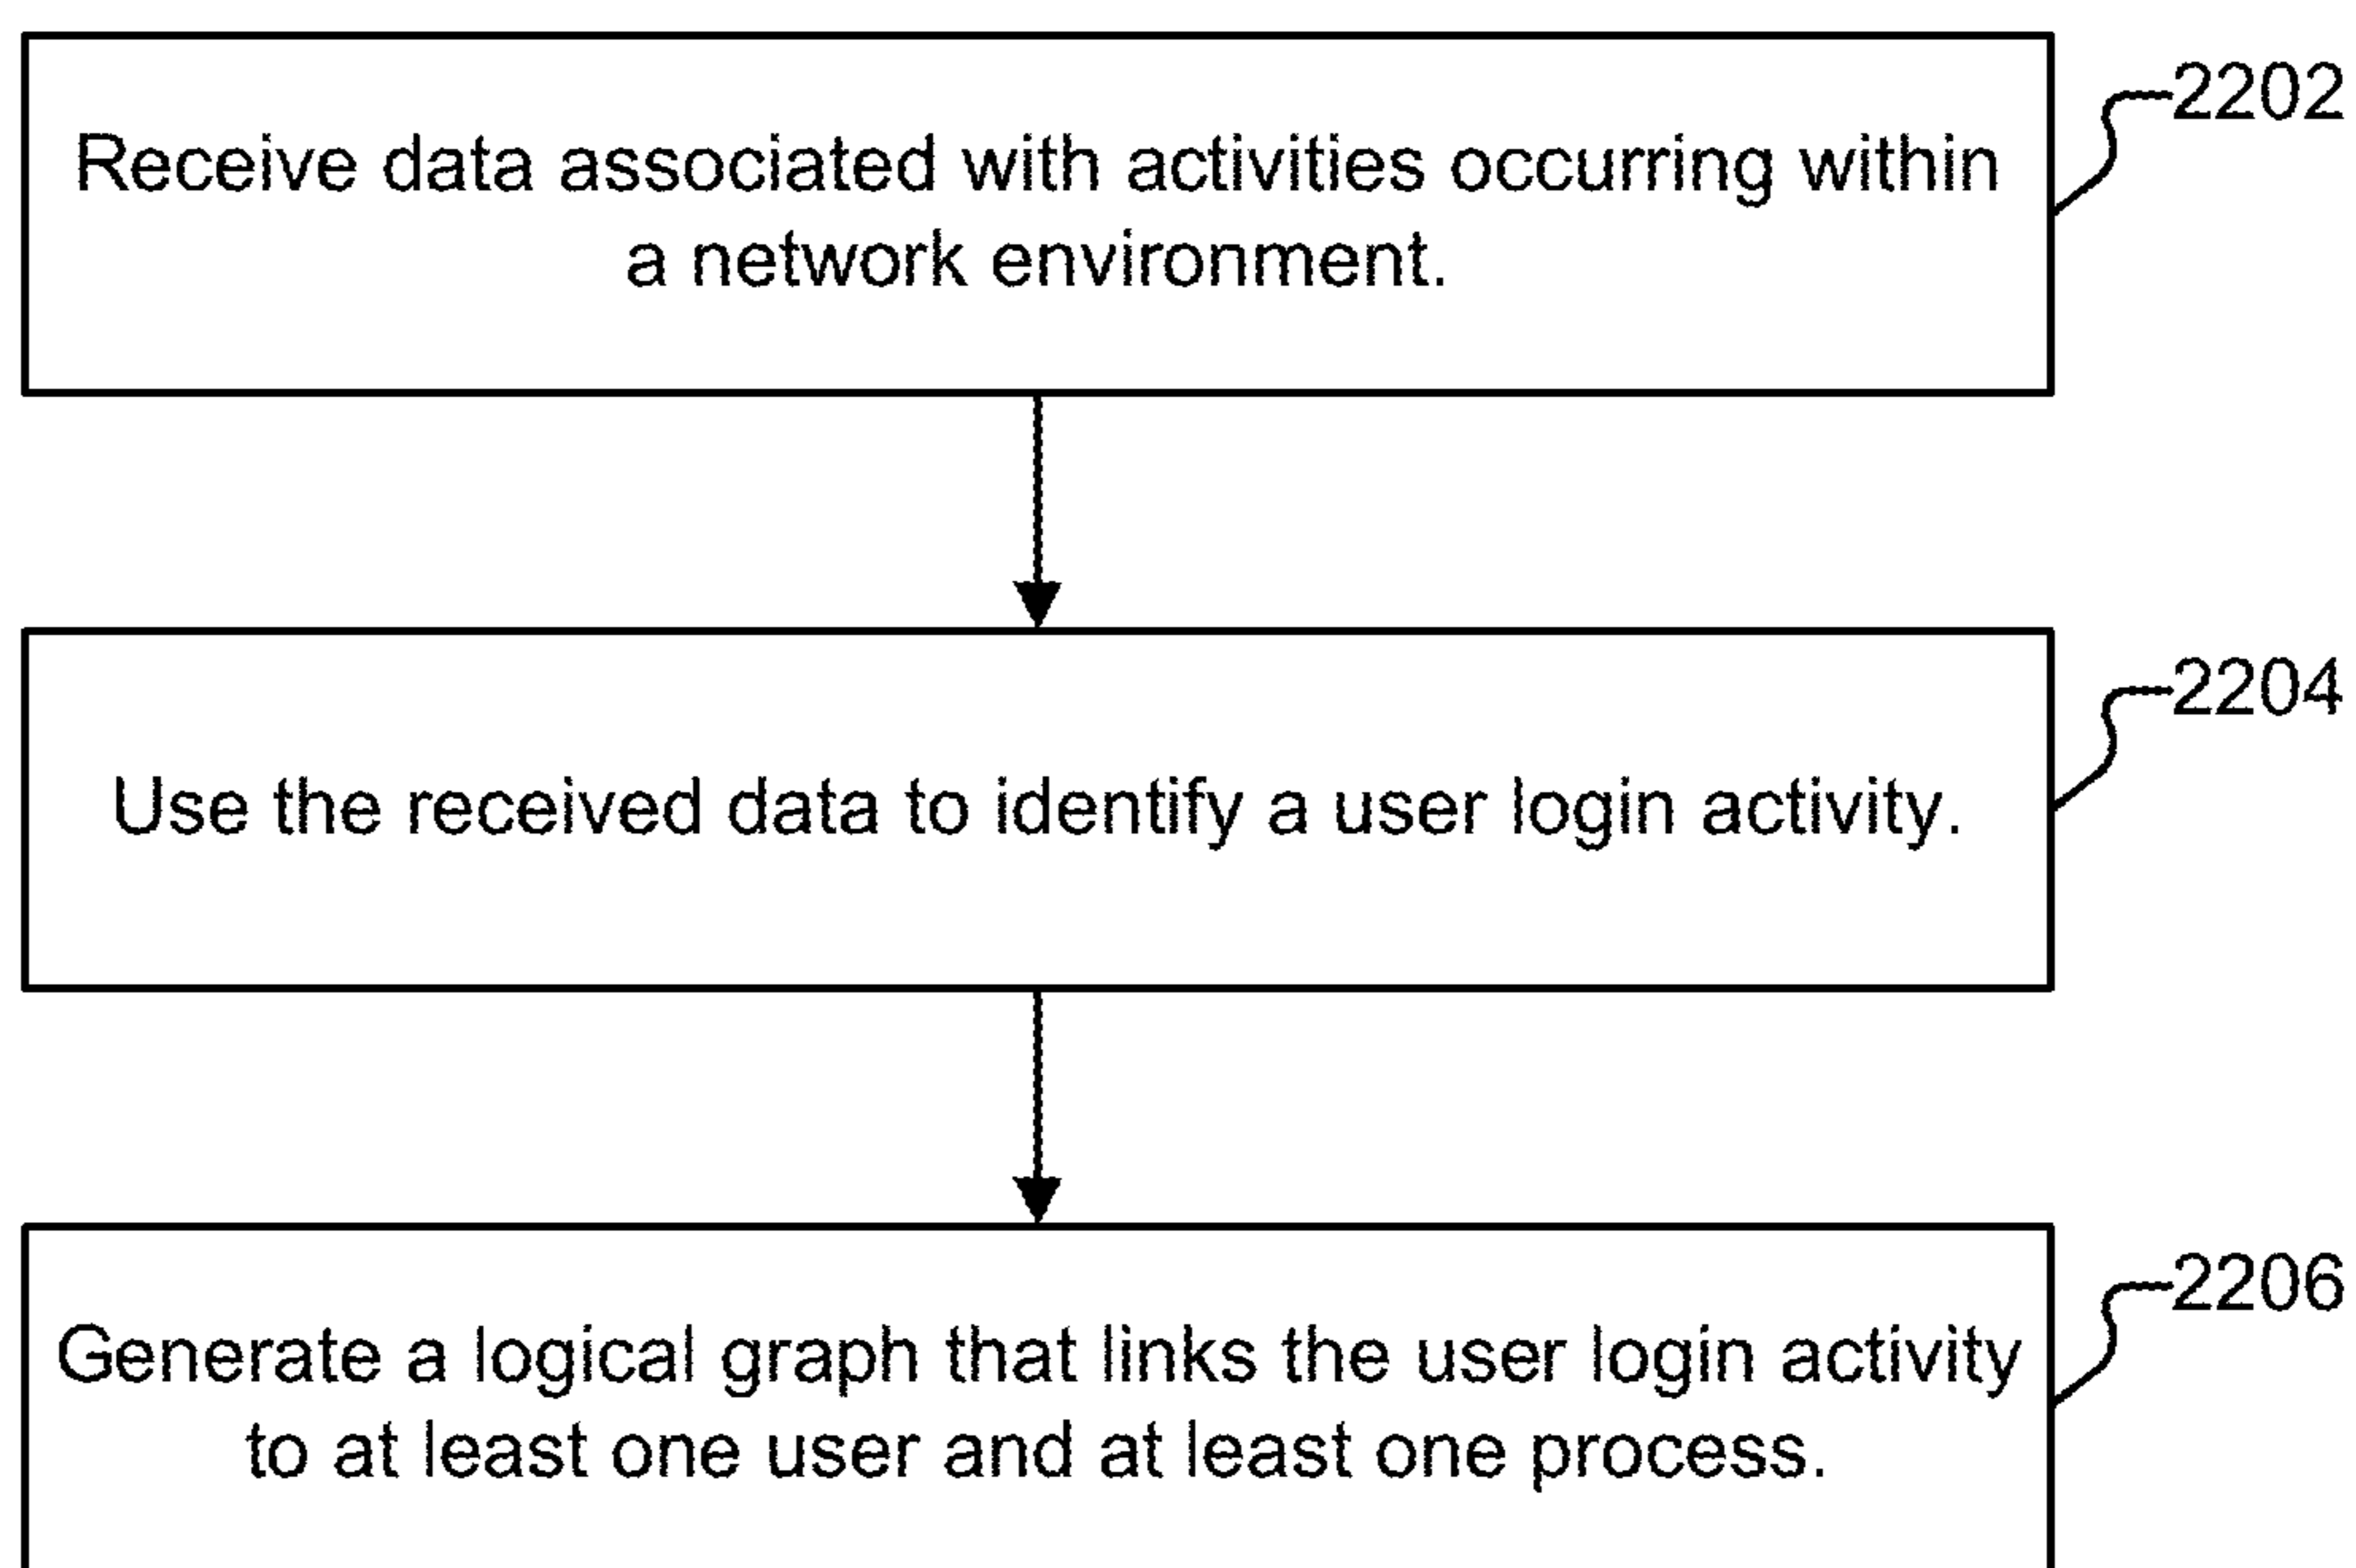 2202
Receive data associated with activities occurring within
a network environment.
2204
Use the received data to identify a user login activity.
2206
Generate a logical graph that links the user login activity
to at least one user and at least one process.